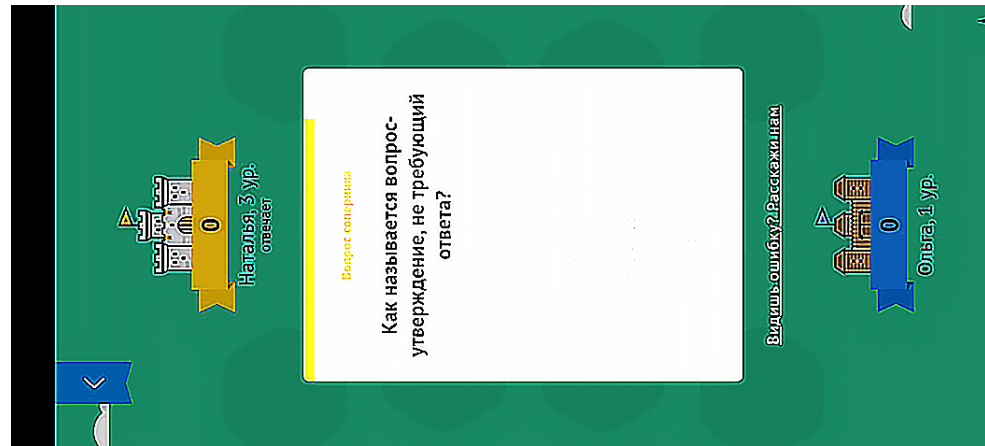 0
Наталья, 3 ур.
отвечает
Вопрос соперника
Как называется вопрос-
утверждение, не требующий
ответа?
Видишь ошибку? Расскажи нам
0
Ольга, 1 ур.